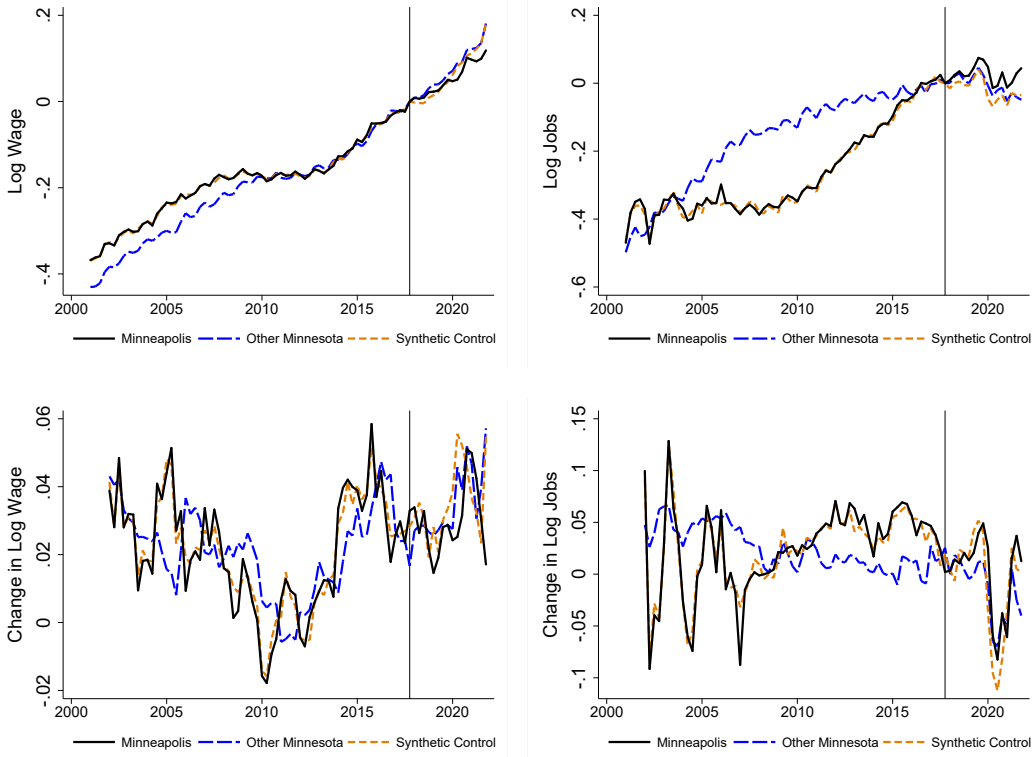 .2
0
.2
-.4
Log Wage
2000 2005 2010 2015 2020
Minneapolis Other Minnesota Synthetic Control
.2
0
.2
-.4
-.6
Log Jobs
2000 2005 2010 2015 2020
Minneapolis Other Minnesota Synthetic Control
.06
.04
.02
0
-.02
Change in Log Wage
2000 2005 2010 2015 2020
Minneapolis Other Minnesota Synthetic Control
.15
.1
.05
0
-.05
-.1
Change in Log Jobs
2000 2005 2010 2015 2020
Minneapolis Other Minnesota Synthetic Control